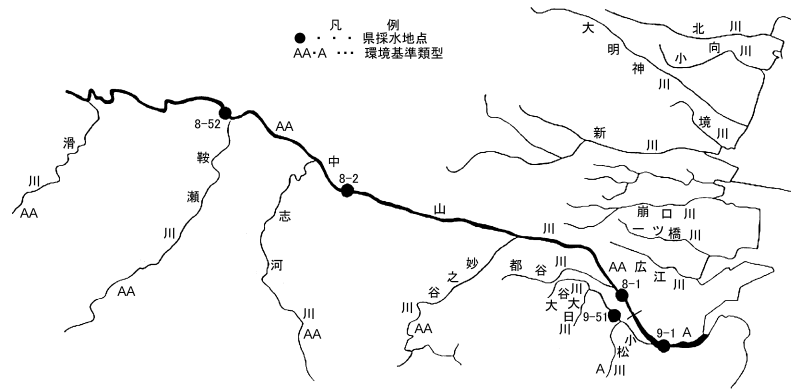 凡　例
●・・・県採水地点
AA・A・・・環境基準類型
大明神川
北川
小向川
境川
新川
崩口川
一ツ橋川
広江川
中山川
滑川
鞍瀬川
志河川
妙之谷川
都谷川
大谷川
大日川
小松川
8-52
8-2
8-1
9-51
9-1
AA
AA
AA
AA
AA
AA
A
A